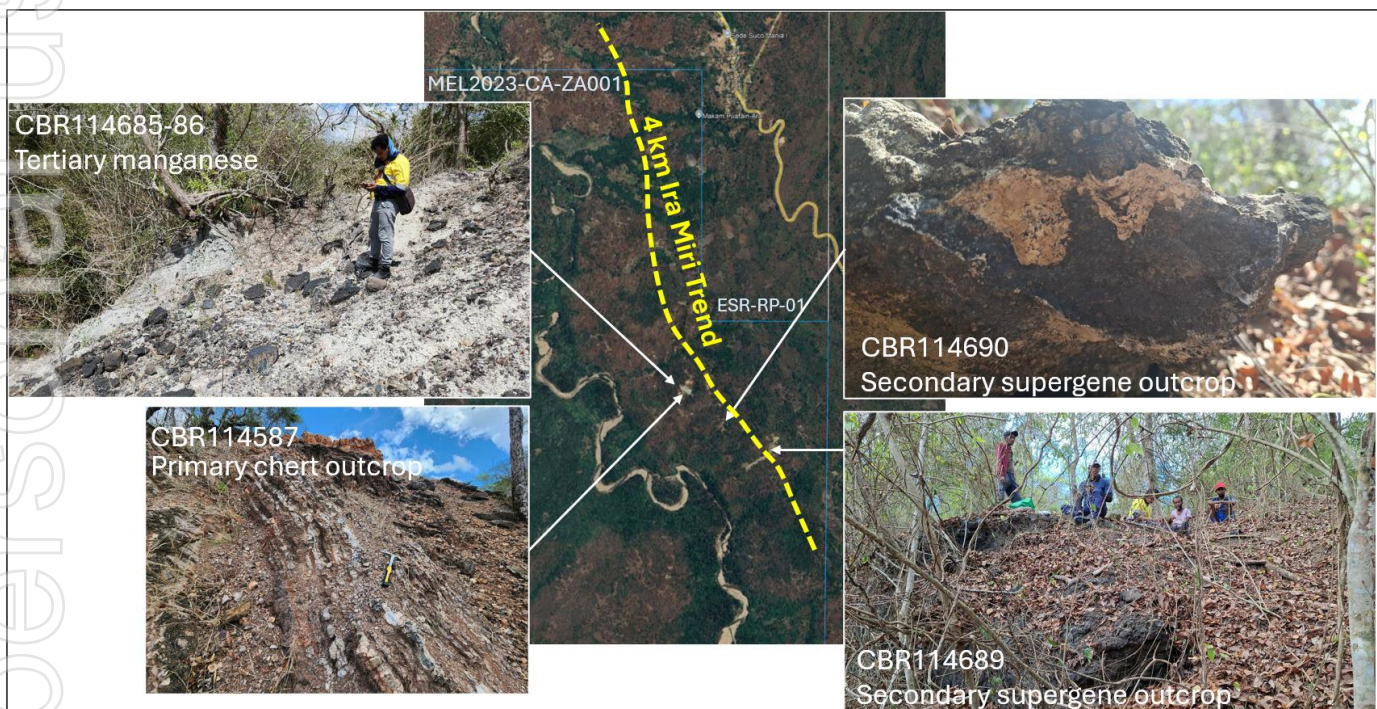 MEL2023-CA-ZA001
4 km Ira Miri Trend
ESR-RP-01
CBR114685-86
Tertiary manganese
CBR114587
Primary chert outcrop
CBR114690
Secondary supergene outcrop
CBR114689
Secondary supergene outcrop